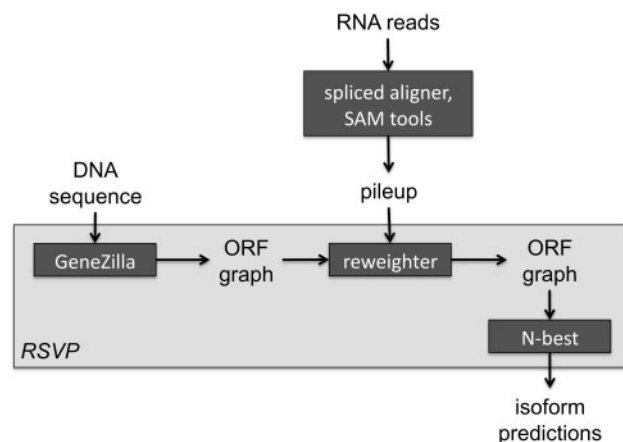 RNA reads
spliced aligner,
SAM tools
DNA
sequence
pileup
GeneZilla
ORF
graph
reweighter
ORF
graph
N-best
RSVP
isoform
predictions